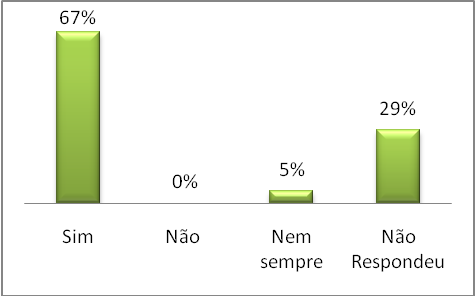 67%
0%
5%
29%
Sim
Não
Nem
sempre
Não
Respondeu